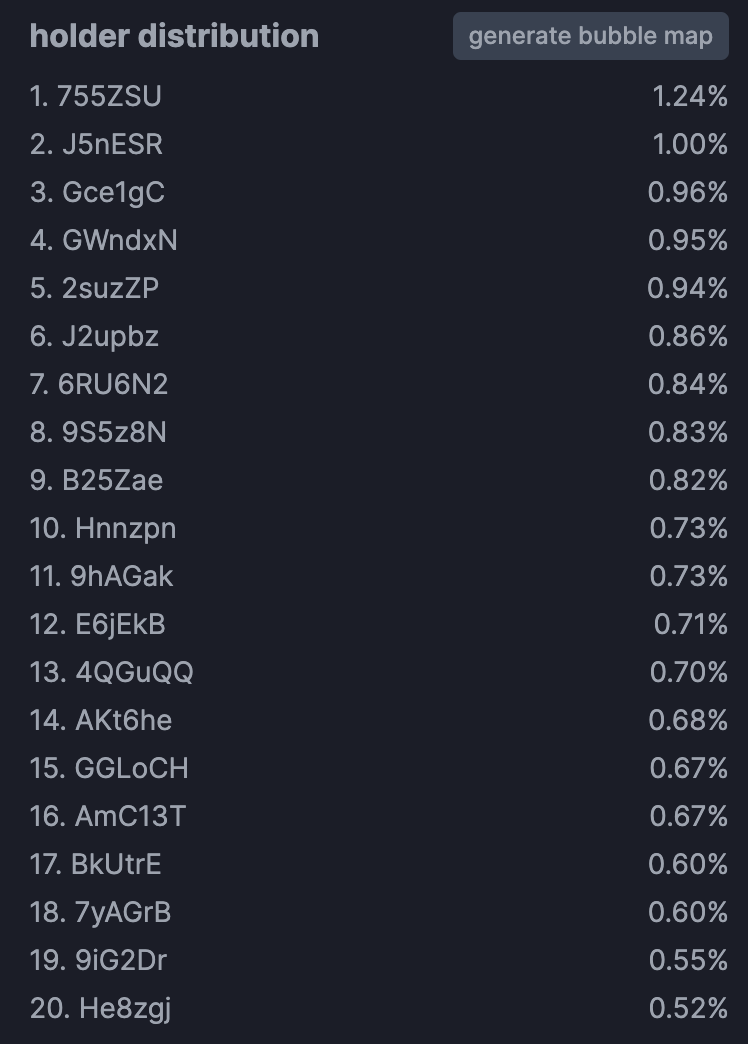 holder distribution generate bubble map
1. 755ZSU 1.24%
2. J5nESR 1.00%
3. Gce1gC 0.96%
4. GWndxN 0.95%
5. 2suzZP 0.94%
6. J2upbz 0.86%
7. 6RU6N2 0.84%
8. 9S5z8N 0.83%
9. B25Zae 0.82%
10. Hnnzpn 0.73%
11. 9hAGak 0.73%
12. E6jEkB 0.71%
13. 4QGuQQ 0.70%
14. AKt6he 0.68%
15. GGLoCH 0.67%
16. AmC13T 0.67%
17. BkUtrE 0.60%
18. 7yAGrB 0.60%
19. 9iG2Dr 0.55%
20. He8zgj 0.52%